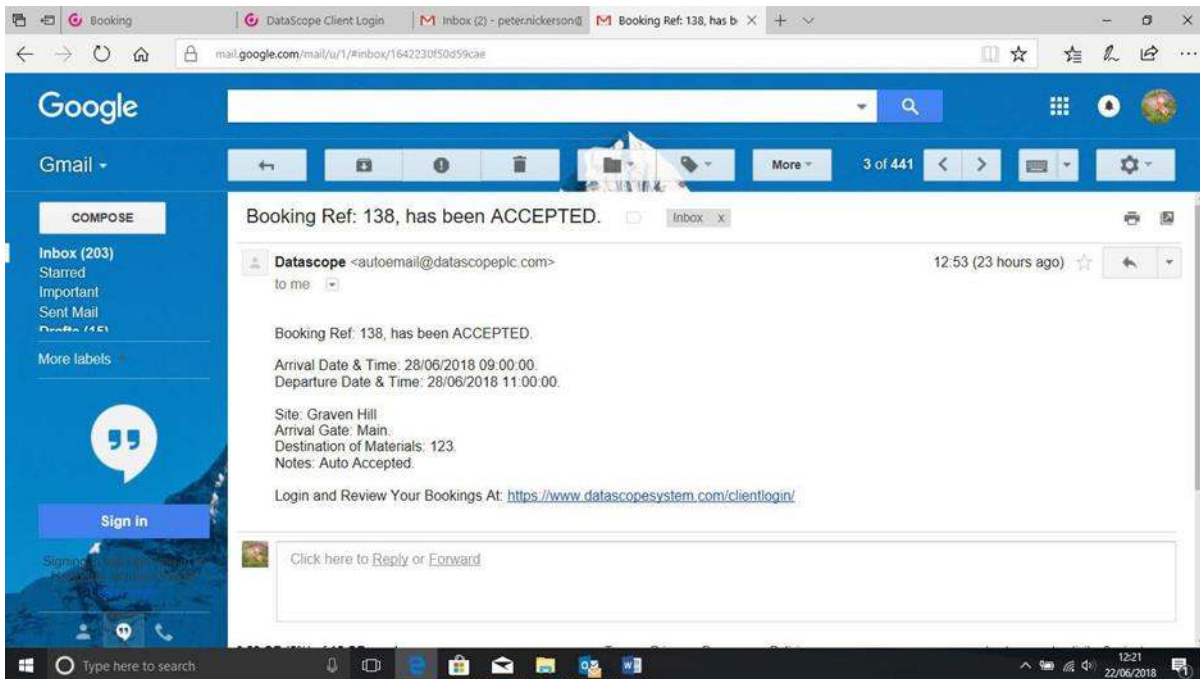 Booking
DataScope Client Login
Inbox (2) - peter.nickerson@
Booking Ref: 138, has b
mail.google.com/mail/u/1/#inbox/1642230f50d59cae
Google
Gmail
More
3 of 441
COMPOSE
Inbox (203)
Starred
Important
Sent Mail
Drafts (15)
More labels
Sign in
Booking Ref: 138, has been ACCEPTED.
Inbox x
Datascope <autoemail@datascopeplc.com>
12:53 (23 hours ago)
to me
Booking Ref: 138, has been ACCEPTED.
Arrival Date & Time: 28/06/2018 09:00:00.
Departure Date & Time: 28/06/2018 11:00:00.
Site: Graven Hill
Arrival Gate: Main.
Destination of Materials: 123.
Notes: Auto Accepted.
Login and Review Your Bookings At: https://www.datascopesystem.com/clientlogin/
Click here to Reply or Forward
Type here to search
12:21
22/06/2018